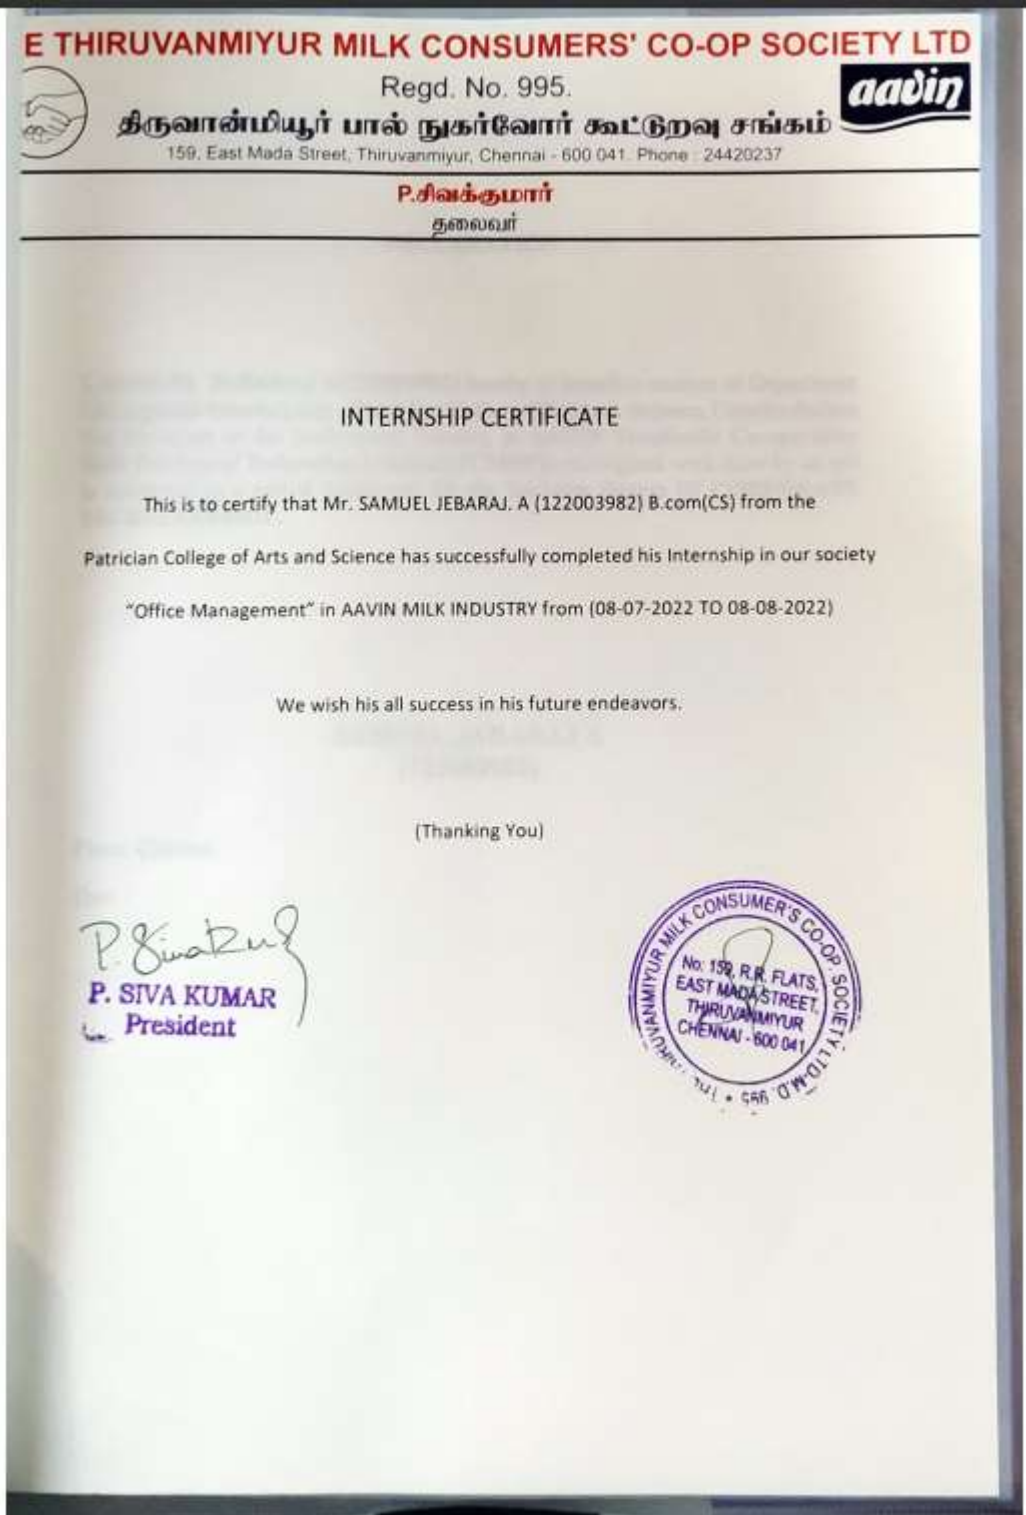 E THIRUVANMIYUR MILK CONSUMERS' CO-OP SOCIETY LTD
Regd. No. 995.
aavin
திருவான்மியூர் பால் நுகர்வோர் கூட்டுறவு சங்கம்
159, East Mada Street, Thiruvanmiyur, Chennai - 600 041. Phone : 24420237
P.சிவக்குமார்
தலைவர்
INTERNSHIP CERTIFICATE
This is to certify that Mr. SAMUEL JEBARAJ. A (122003982) B.com(CS) from the
Patrician College of Arts and Science has successfully completed his Internship in our society
"Office Management" in AAVIN MILK INDUSTRY from (08-07-2022 TO 08-08-2022)
We wish his all success in his future endeavors.
(Thanking You)
P. SIVA KUMAR
President
THIRUVANMIYUR MILK CONSUMER'S CO-OP. SOCIETY LTD.M.D. 995
No: 159, R.R. FLATS,
EAST MADA STREET,
THIRUVANMIYUR
CHENNAI - 600 041